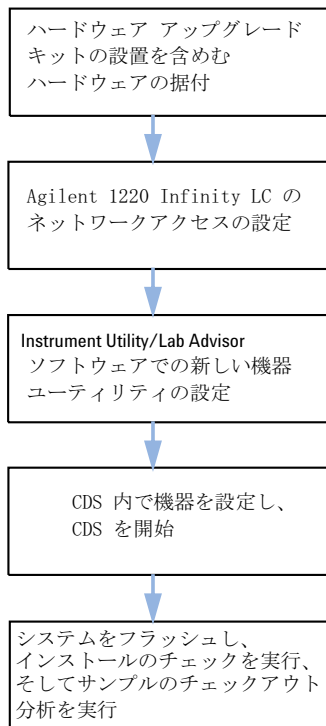 ハードウェア アップグレード
キットの設置を含めむ
ハードウェアの据付
Agilent 1220 Infinity LC の
ネットワークアクセスの設定
Instrument Utility/Lab Advisor
ソフトウェアでの新しい機器
ユーティリティの設定
CDS 内で機器を設定し、
CDS を開始
システムをフラッシュし、
インストールのチェックを実行、
そしてサンプルのチェックアウト
分析を実行